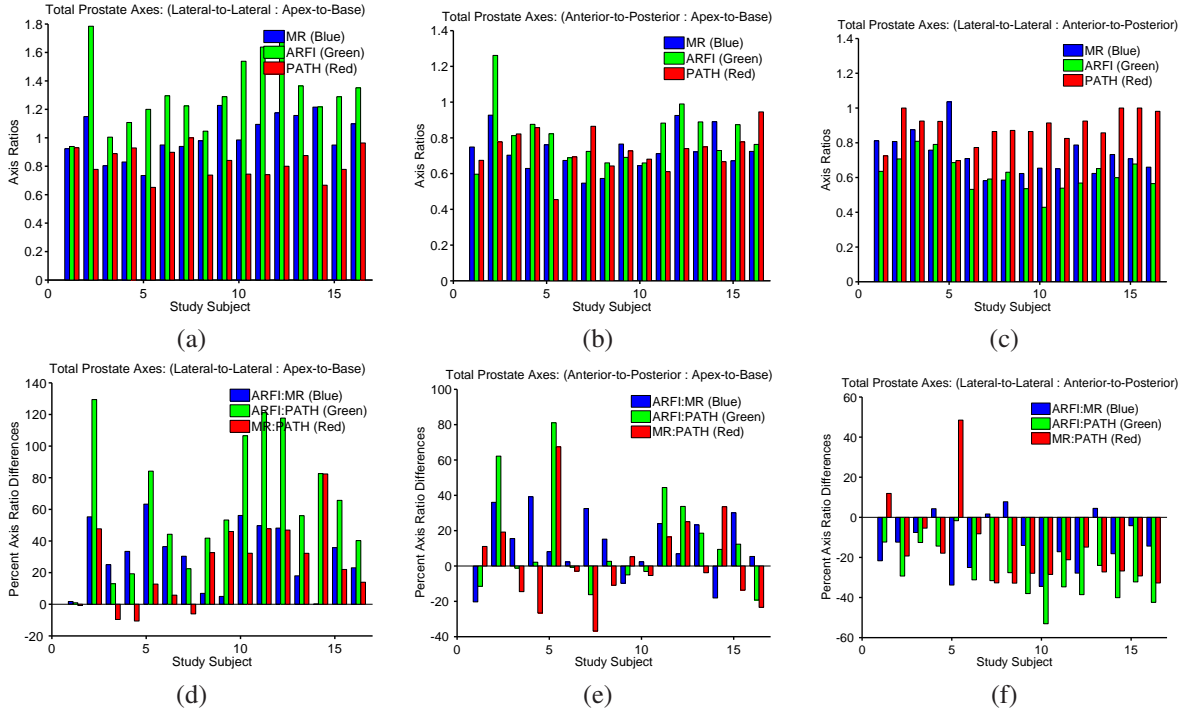 Total Prostate Axes: (Lateral-to-Lateral : Apex-to-Base)
1.8
1.6
1.4
1.2
1
0.8
0.6
0.4
0.2
0
Axis Ratios
MR (Blue)
ARFI (Green)
PATH (Red)
0
5
10
15
Study Subject
(a)
Total Prostate Axes: (Anterior-to-Posterior : Apex-to-Base)
1.4
1.2
1
0.8
0.6
0.4
0.2
0
Axis Ratios
MR (Blue)
ARFI (Green)
PATH (Red)
0
5
10
15
Study Subject
(b)
Total Prostate Axes: (Lateral-to-Lateral : Anterior-to-Posterior)
1.4
1.2
1
0.8
0.6
0.4
0.2
0
Axis Ratios
MR (Blue)
ARFI (Green)
PATH (Red)
0
5
10
15
Study Subject
(c)
Total Prostate Axes: (Lateral-to-Lateral : Apex-to-Base)
140
120
100
80
60
40
20
0
-20
Percent Axis Ratio Differences
ARFI:MR (Blue)
ARFI:PATH (Green)
MR:PATH (Red)
0
5
10
15
Study Subject
(d)
Total Prostate Axes: (Anterior-to-Posterior : Apex-to-Base)
100
80
60
40
20
0
-20
-40
Percent Axis Ratio Differences
ARFI:MR (Blue)
ARFI:PATH (Green)
MR:PATH (Red)
0
5
10
15
Study Subject
(e)
Total Prostate Axes: (Lateral-to-Lateral : Anterior-to-Posterior)
60
40
20
0
-20
-40
-60
Percent Axis Ratio Differences
ARFI:MR (Blue)
ARFI:PATH (Green)
MR:PATH (Red)
0
5
10
15
Study Subject
(f)